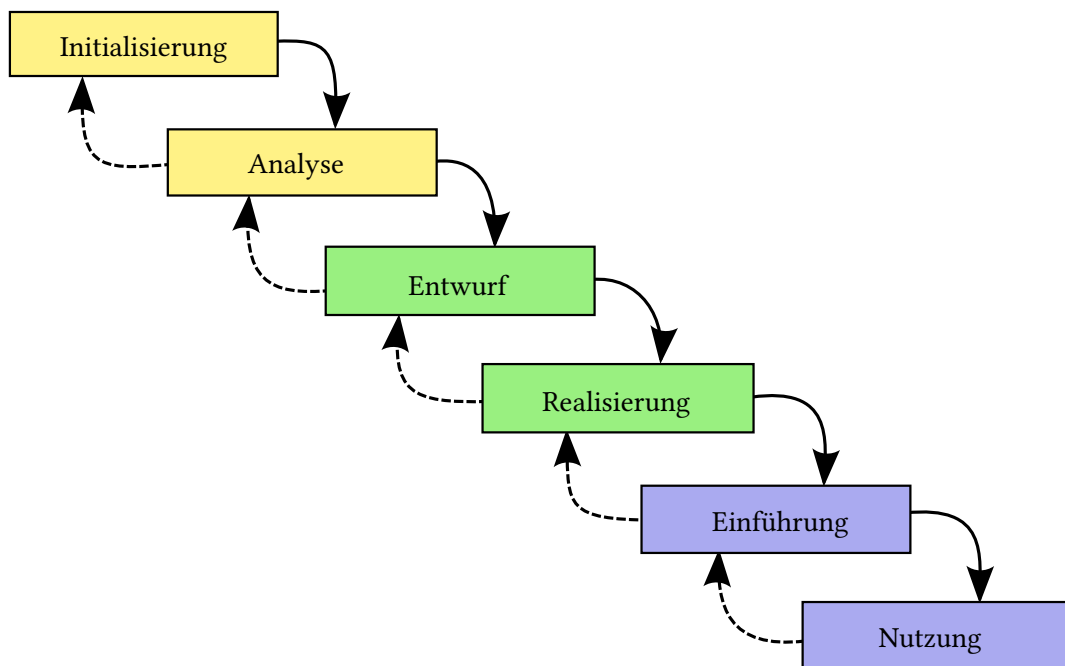 Initialisierung
Analyse
Entwurf
Realisierung
Einführung
Nutzung